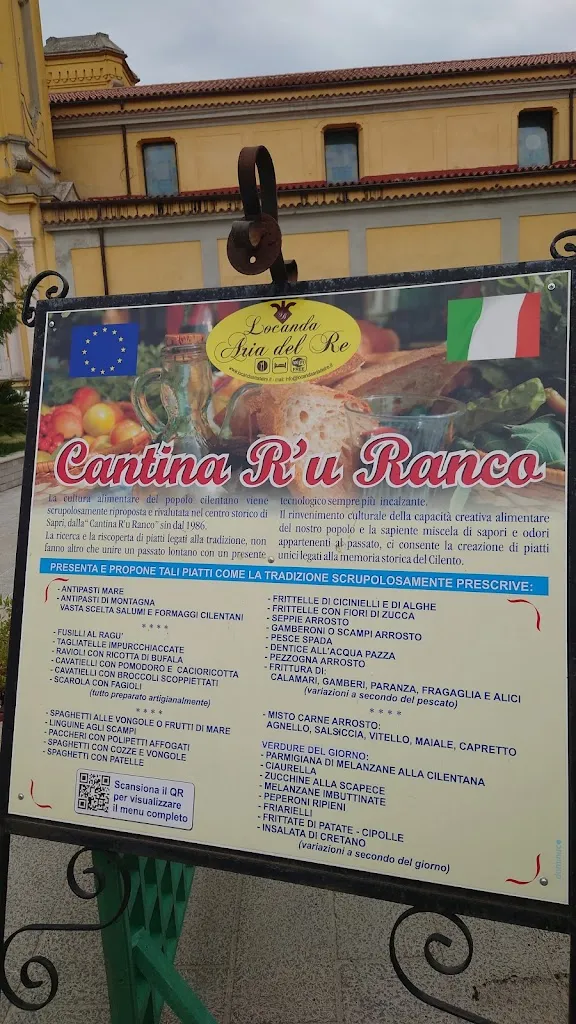 Locanda
Aria del Re
Cantina R'u Ranco
La cultura alimentare del popolo cilentano viene
scrupolosamente riproposta e rivalutata nel centro storico di
Sapri, dalla" Cantina R'u Ranco" sin dal 1986.
La ricerca e la riscoperta di piatti legati alla tradizione, non
fanno altro che unire un passato lontano con un presente
tecnologico sempre più incalzante.
Il rinvenimento culturale della capacità creativa alimentare
del nostro popolo e la sapiente miscela di sapori e odori
appartenenti al passato, ci consente la creazione di piatti
unici legati alla memoria storica del Cilento.
PRESENTA E PROPONE TALI PIATTI COME LA TRADIZIONE SCRUPOLOSAMENTE PRESCRIVE:
- ANTIPASTI MARE
- ANTIPASTI DI MONTAGNA
VASTA SCELTA SALUMI E FORMAGGI CILENTANI
* * * *
- FUSILLI AL RAGU'
- TAGLIATELLE IMPURCCHIACCATE
- RAVIOLI CON RICOTTA DI BUFALA
- CAVATIELLI CON POMODORO E CACIORICOTTA
- CAVATIELLI CON BROCCOLI SCOPPIETTATI
- SCAROLA CON FAGIOLI
(tutto preparato artigianalmente)
* * * *
- SPAGHETTI ALLE VONGOLE O FRUTTI DI MARE
- LINGUINE AGLI SCAMPI
- PACCHERI CON POLIPETTI AFFOGATI
- SPAGHETTI CON COZZE E VONGOLE
- SPAGHETTI CON PATELLE
Scansiona il QR
per visualizzare
il menu completo
- FRITTELLE DI CICINIELLI E DI ALGHE
- FRITTELLE CON FIORI DI ZUCCA
- SEPPIE ARROSTO
- GAMBERONI O SCAMPI ARROSTO
- PESCE SPADA
- DENTICE ALL'ACQUA PAZZA
- PEZZOGNA ARROSTO
- FRITTURA DI:
CALAMARI, GAMBERI, PARANZA, FRAGAGLIA E ALICI
(variazioni a secondo del pescato)
* * * *
- MISTO CARNE ARROSTO:
AGNELLO, SALSICCIA, VITELLO, MAIALE, CAPRETTO
VERDURE DEL GIORNO:
- PARMIGIANA DI MELANZANE ALLA CILENTANA
- CIAURELLA
- ZUCCHINE ALLA SCAPECE
- MELANZANE IMBUTTINATE
- PEPERONI RIPIENI
- FRIARIELLI
- FRITTATE DI PATATE - CIPOLLE
- INSALATA DI CRETANO
(variazioni a secondo del giorno)